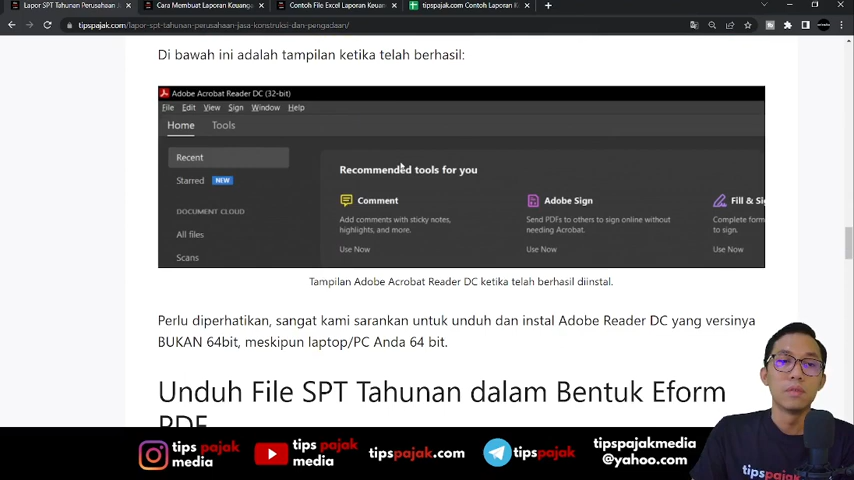 Lapor SPT Tahunan Perusahaan Ja
Cara Membuat Laporan Keuanga
Contoh File Excel Laporan Keuan
tipspajak.com Contoh Laporan K
tipspajak.com/lapor-spt-tahunan-perusahaan-jasa-konstruksi-dan-pengadaan/
Di bawah ini adalah tampilan ketika telah berhasil:
Adobe Acrobat Reader DC (32-bit)
File Edit View Sign Window Help
Home Tools
Recent
Starred NEW
DOCUMENT CLOUD
All files
Scans
Recommended tools for you
Comment
Add comments with sticky notes,
highlights, and more.
Use Now
Adobe Sign
Send PDFs to others to sign online without
needing Acrobat.
Use Now
Fill & Si
Complete form
to sign.
Use Now
Tampilan Adobe Acrobat Reader DC ketika telah berhasil diinstal.
Perlu diperhatikan, sangat kami sarankan untuk unduh dan instal Adobe Reader DC yang versinya
BUKAN 64bit, meskipun laptop/PC Anda 64 bit.
Unduh File SPT Tahunan dalam Bentuk Eform
PDF
tips pajak
media
tips pajak
media
tipspajak.com
tipspajak
tipspajakmedia
@yahoo.com
tipspajak